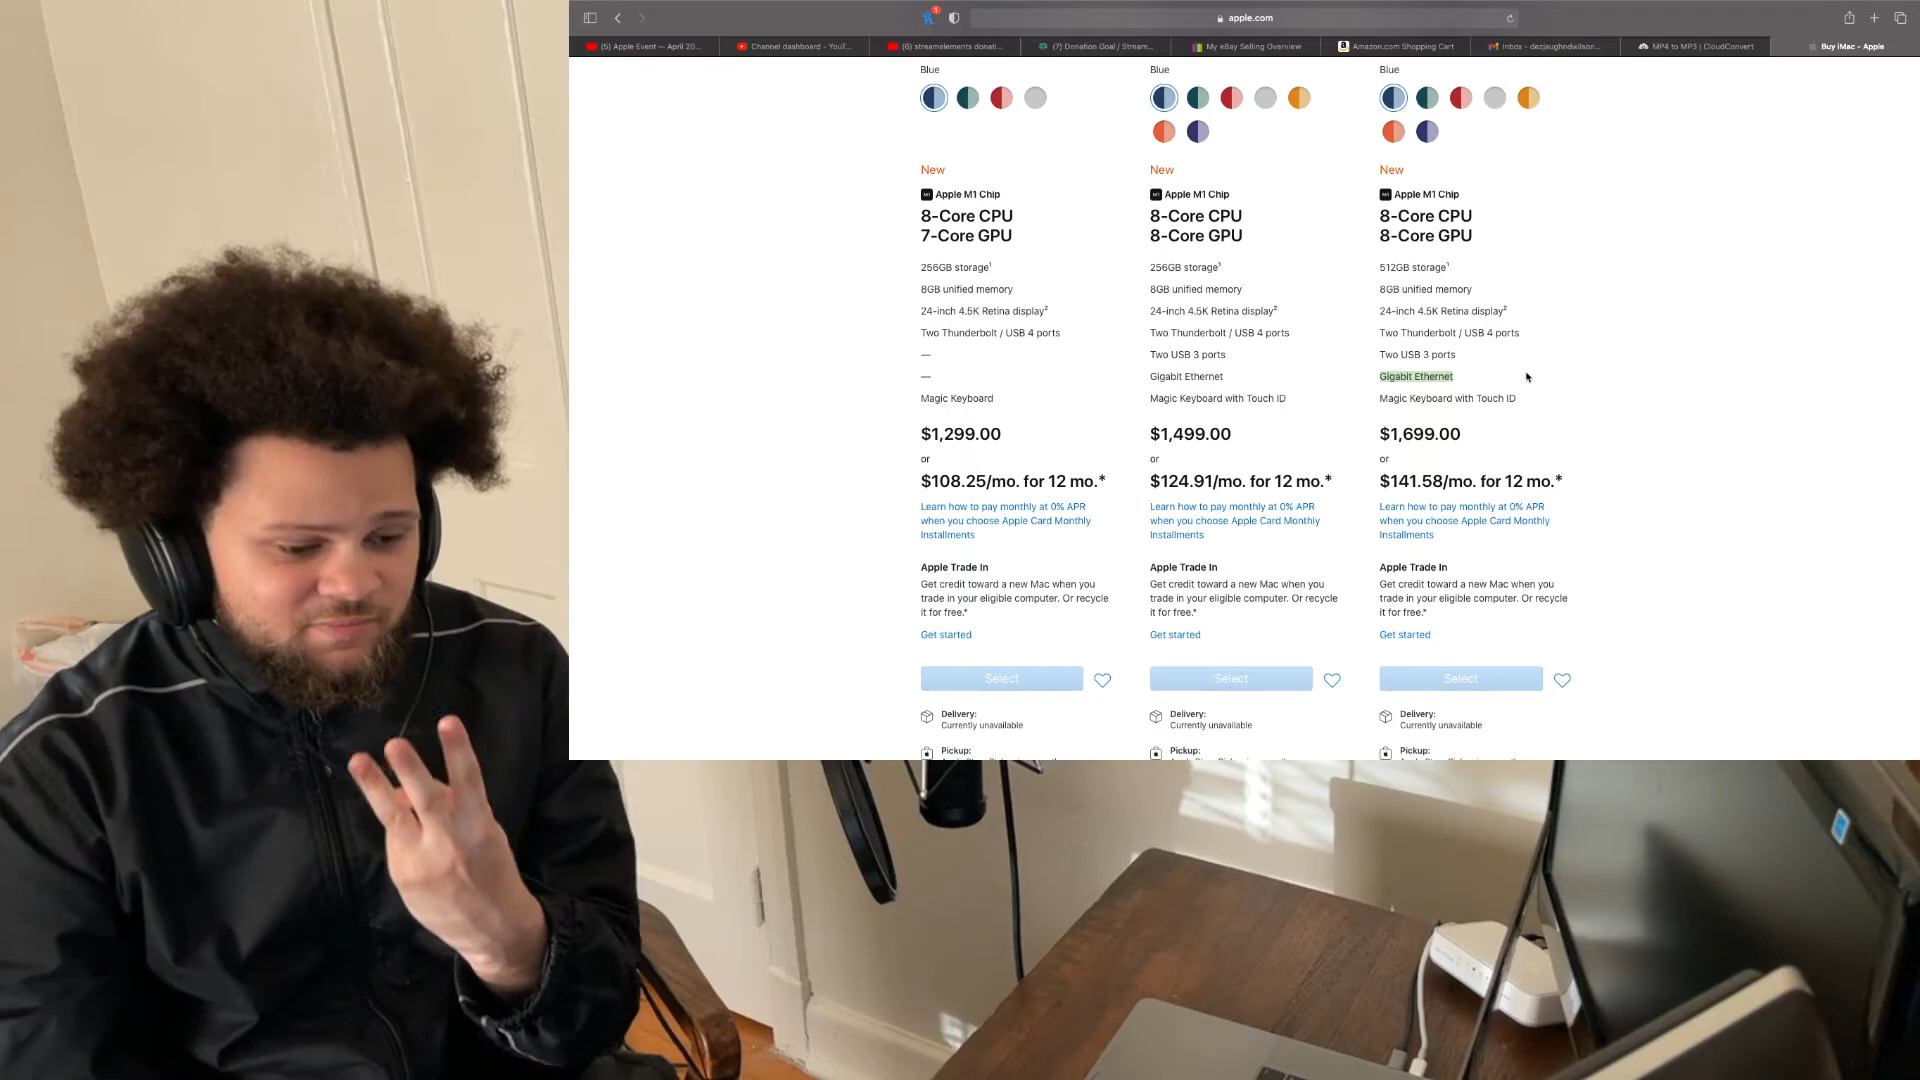 1
apple.com
(5) Apple Event — April 20...
Channel dashboard - YouT...
(6) streamelements donati...
(7) Donation Goal / Stream...
My eBay Selling Overview
Amazon.com Shopping Cart
Inbox - dezjaughndwilson...
MP4 to MP3 | CloudConvert
Buy iMac - Apple
Blue
New
Apple M1 Chip
8-Core CPU
7-Core GPU
256GB storage¹
8GB unified memory
24-inch 4.5K Retina display²
Two Thunderbolt / USB 4 ports
—
—
Magic Keyboard
$1,299.00
or
$108.25/mo. for 12 mo.*
Learn how to pay monthly at 0% APR
when you choose Apple Card Monthly
Installments
Apple Trade In
Get credit toward a new Mac when you
trade in your eligible computer. Or recycle
it for free.*
Get started
Select
Delivery:
Currently unavailable
Pickup:
Blue
New
Apple M1 Chip
8-Core CPU
8-Core GPU
256GB storage¹
8GB unified memory
24-inch 4.5K Retina display²
Two Thunderbolt / USB 4 ports
Two USB 3 ports
Gigabit Ethernet
Magic Keyboard with Touch ID
$1,499.00
or
$124.91/mo. for 12 mo.*
Learn how to pay monthly at 0% APR
when you choose Apple Card Monthly
Installments
Apple Trade In
Get credit toward a new Mac when you
trade in your eligible computer. Or recycle
it for free.*
Get started
Select
Delivery:
Currently unavailable
Pickup:
Blue
New
Apple M1 Chip
8-Core CPU
8-Core GPU
512GB storage¹
8GB unified memory
24-inch 4.5K Retina display²
Two Thunderbolt / USB 4 ports
Two USB 3 ports
Gigabit Ethernet
Magic Keyboard with Touch ID
$1,699.00
or
$141.58/mo. for 12 mo.*
Learn how to pay monthly at 0% APR
when you choose Apple Card Monthly
Installments
Apple Trade In
Get credit toward a new Mac when you
trade in your eligible computer. Or recycle
it for free.*
Get started
Select
Delivery:
Currently unavailable
Pickup: